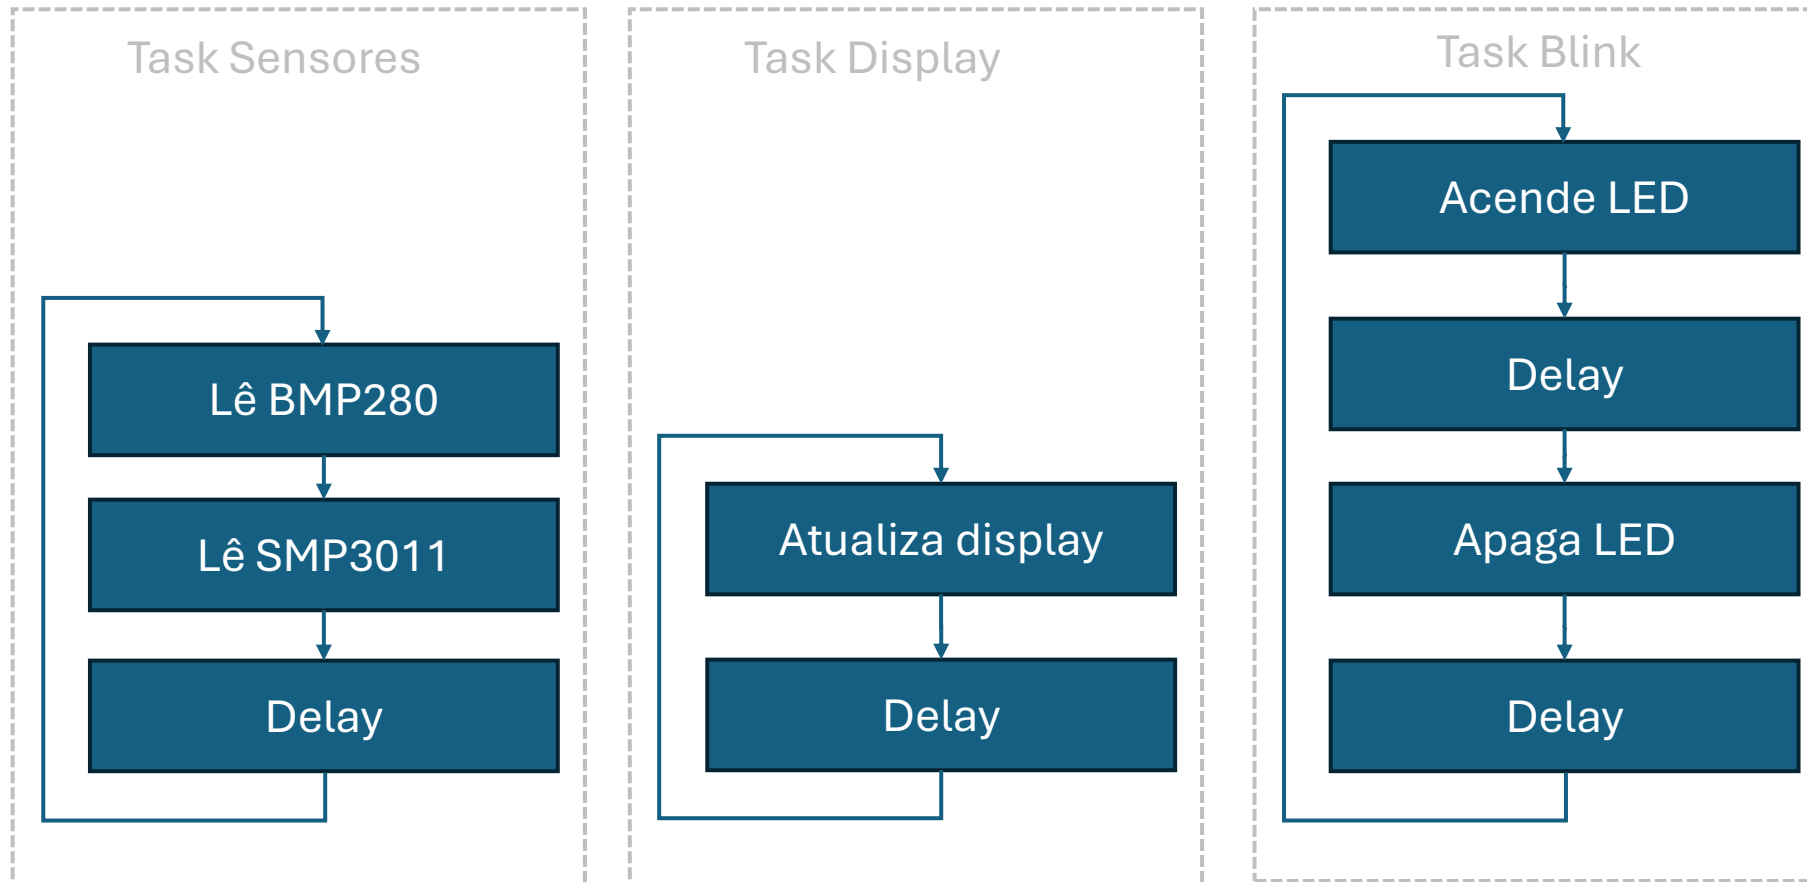 Task Sensores
Lê BMP280
Lê SMP3011
Delay
Task Display
Atualiza display
Delay
Task Blink
Acende LED
Delay
Apaga LED
Delay